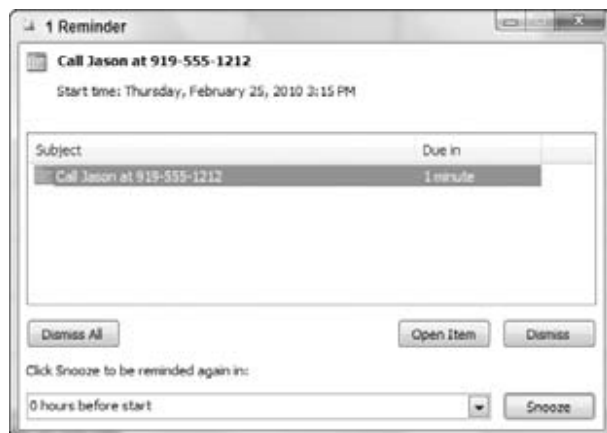 1 Reminder
Call Jason at 919-555-1212
Start time: Thursday, February 25, 2010 3:15 PM
Subject Due in
Call Jason at 919-555-1212 1 minute
Dismiss All Open Item Dismiss
Click Snooze to be reminded again in:
0 hours before start Snooze